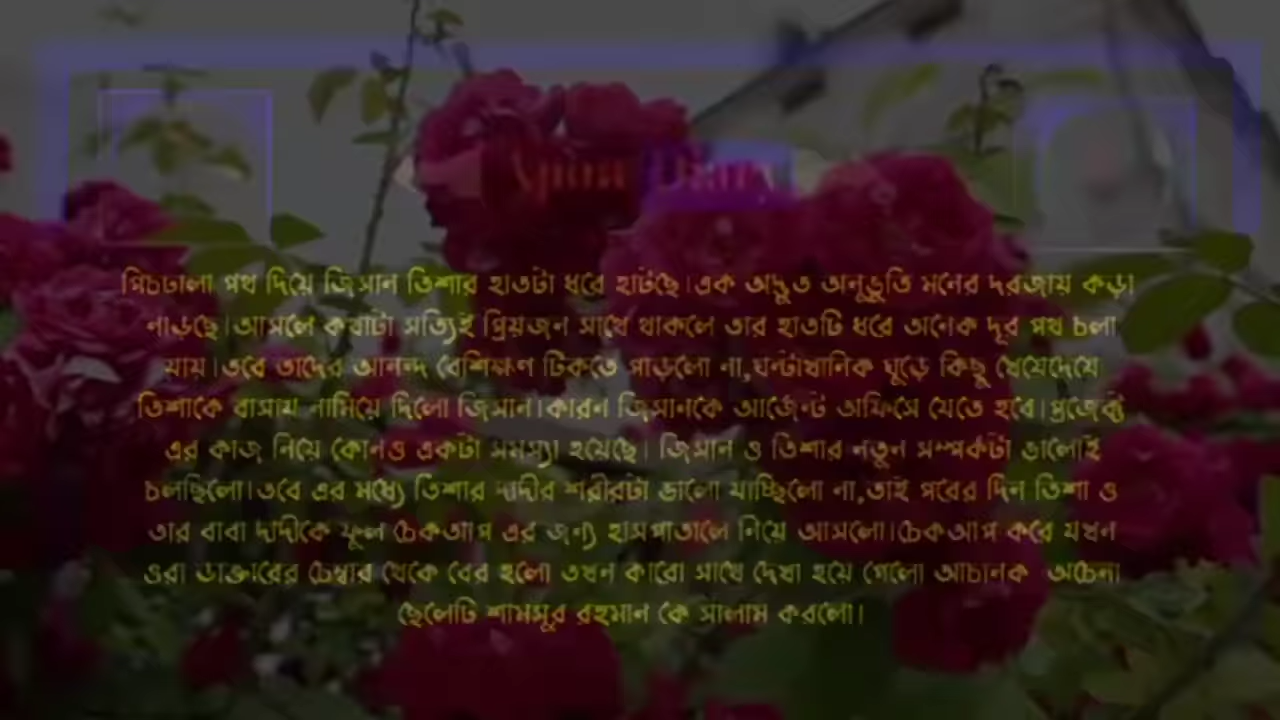 পিচঢালা পথ দিয়ে জিসান তিশার হাতটা ধরে হাটছে।এক অদ্ভুত অনুভুতি মনের দরজায় কড়া
নাড়ছে।আসলে কথাটা সত্যিই প্রিয়জন সাথে থাকলে তার হাতটি ধরে অনেক দূর পথ চলা
যায়।তবে তাদের আনন্দ বেশিক্ষণ টিকতে পাড়লো না,ঘন্টাখানিক ঘুড়ে কিছু খেয়েদেয়ে
তিশাকে বাসায় নামিয়ে দিলো জিসান।কারন জিসানকে আর্জেন্ট অফিসে যেতে হবে।প্রজেক্ট
এর কাজ নিয়ে কোনও একটা সমস্যা হয়েছে। জিসান ও তিশার নতুন সম্পর্কটা ভালোই
চলছিলো।তবে এর মধ্যে তিশার দাদীর শরীরটা ভালো যাচ্ছিলো না,তাই পরের দিন তিশা ও
তার বাবা দাদীকে ফুল চেকআপ এর জন্য হাসপাতালে নিয়ে আসলো।চেকআপ করে যখন
ওরা ডাক্তারের চেম্বার থেকে বের হলো তখন কারো সাথে দেখা হয়ে গেলো আচানক অচেনা
ছেলেটি শামসুর রহমান কে সালাম করলো।